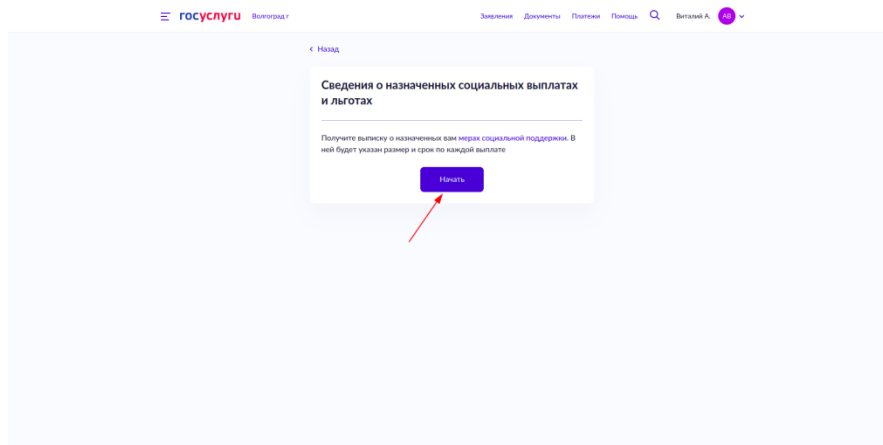 госуслуги Волгоград г Заявления Документы Платежи Помощь Виталий А. АВ
Назад
Сведения о назначенных социальных выплатах
и льготах
Получите выписку о назначенных вам мерах социальной поддержки. В
ней будет указан размер и срок по каждой выплате
Начать